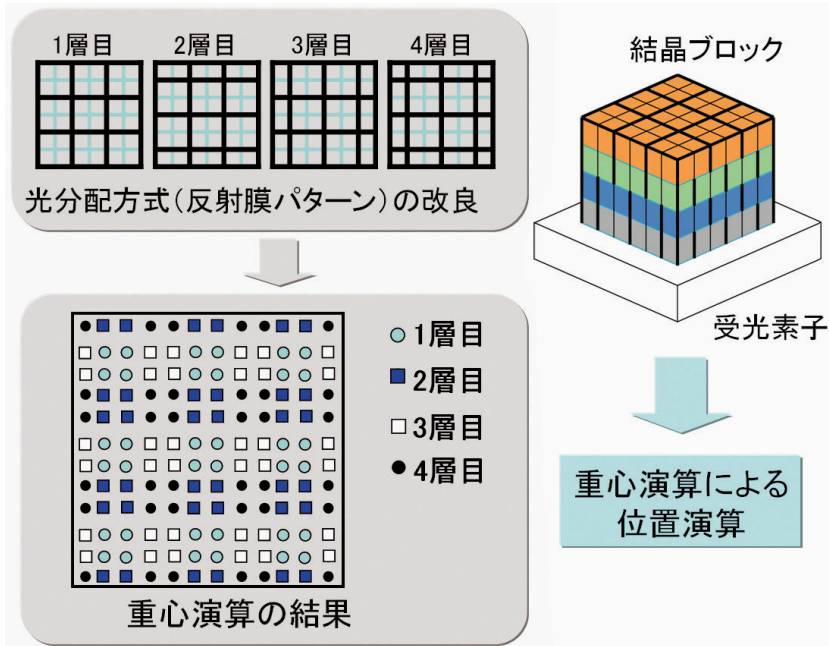 1層目
2層目
3層目
4層目
光分配方式(反射膜パターン)の改良
結晶ブロック
受光素子
1層目
2層目
3層目
4層目
重心演算の結果
重心演算による
位置演算